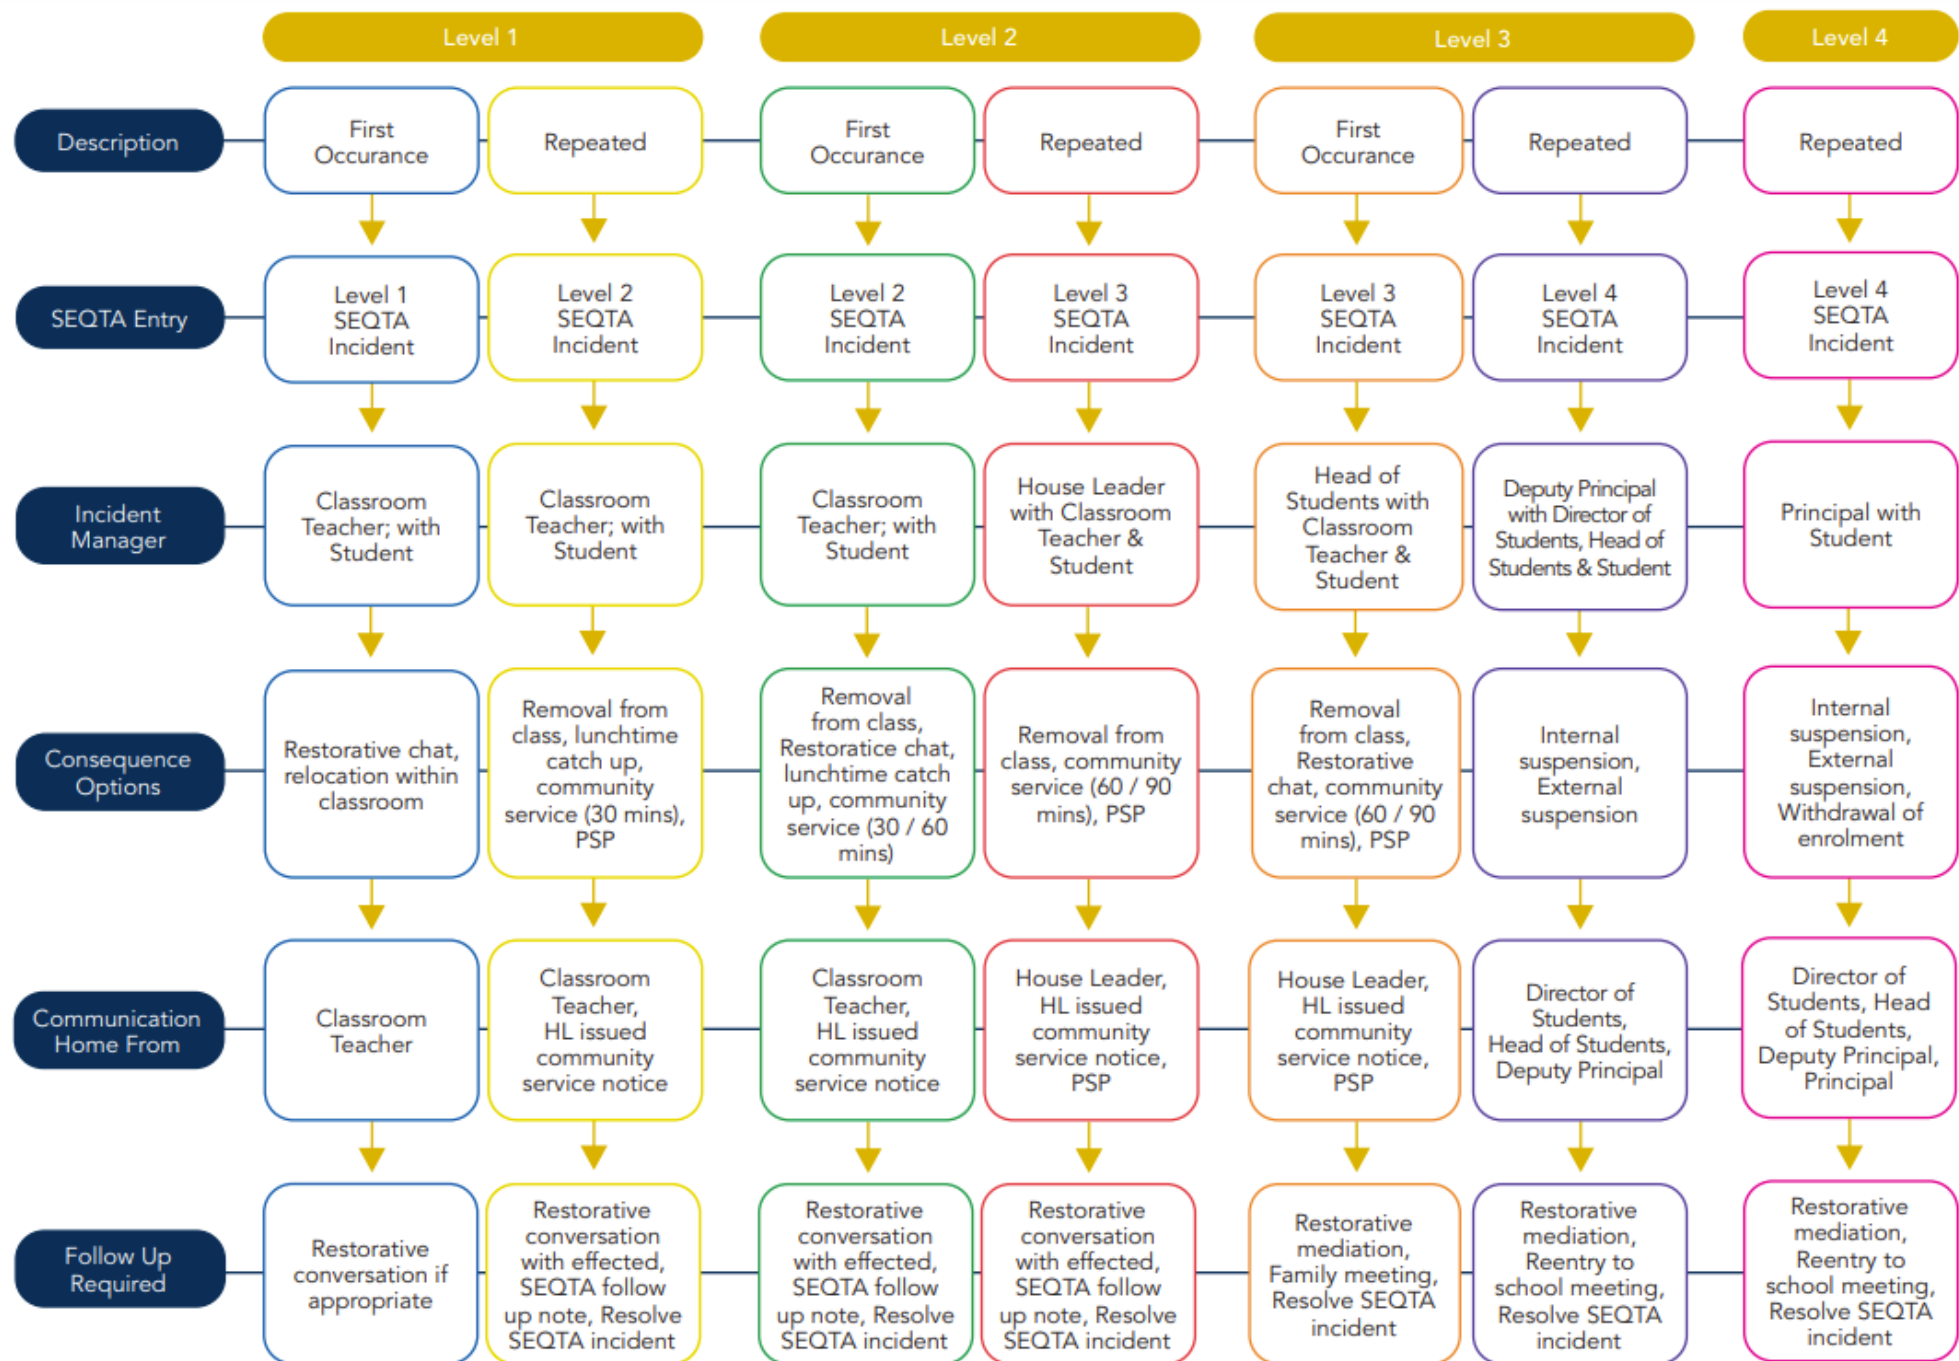 Level 1
Level 2
Level 3
Level 4
Description
First
Occurance
Repeated
First
Occurance
Repeated
First
Occurance
Repeated
Repeated
SEQTA Entry
Level 1
SEQTA
Incident
Level 2
SEQTA
Incident
Level 2
SEQTA
Incident
Level 3
SEQTA
Incident
Level 3
SEQTA
Incident
Level 4
SEQTA
Incident
Level 4
SEQTA
Incident
Incident
Manager
Classroom
Teacher; with
Student
Classroom
Teacher; with
Student
Classroom
Teacher; with
Student
House Leader
with Classroom
Teacher &
Student
Head of
Students with
Classroom
Teacher &
Student
Deputy Principal
with Director of
Students, Head of
Students & Student
Principal with
Student
Consequence
Options
Restorative chat,
relocation within
classroom
Removal from
class, lunchtime
catch up,
community
service (30 mins),
PSP
Removal
from class,
Restoratice chat,
lunchtime catch
up, community
service (30 / 60
mins)
Removal from
class, community
service (60 / 90
mins), PSP
Removal
from class,
Restorative
chat, community
service (60 / 90
mins), PSP
Internal
suspension,
External
suspension
Internal
suspension,
External
suspension,
Withdrawal of
enrolment
Communication
Home From
Classroom
Teacher
Classroom
Teacher,
HL issued
community
service notice
Classroom
Teacher,
HL issued
community
service notice
House Leader,
HL issued
community
service notice,
PSP
House Leader,
HL issued
community
service notice,
PSP
Director of
Students,
Head of Students,
Deputy Principal
Director of
Students, Head
of Students,
Deputy Principal,
Principal
Follow Up
Required
Restorative
conversation if
appropriate
Restorative
conversation
with effected,
SEQTA follow
up note, Resolve
SEQTA incident
Restorative
conversation
with effected,
SEQTA follow
up note, Resolve
SEQTA incident
Restorative
conversation
with effected,
SEQTA follow
up note, Resolve
SEQTA incident
Restorative
mediation,
Family meeting,
Resolve SEQTA
incident
Restorative
mediation,
Reentry to
school meeting,
Resolve SEQTA
incident
Restorative
mediation,
Reentry to
school meeting,
Resolve SEQTA
incident